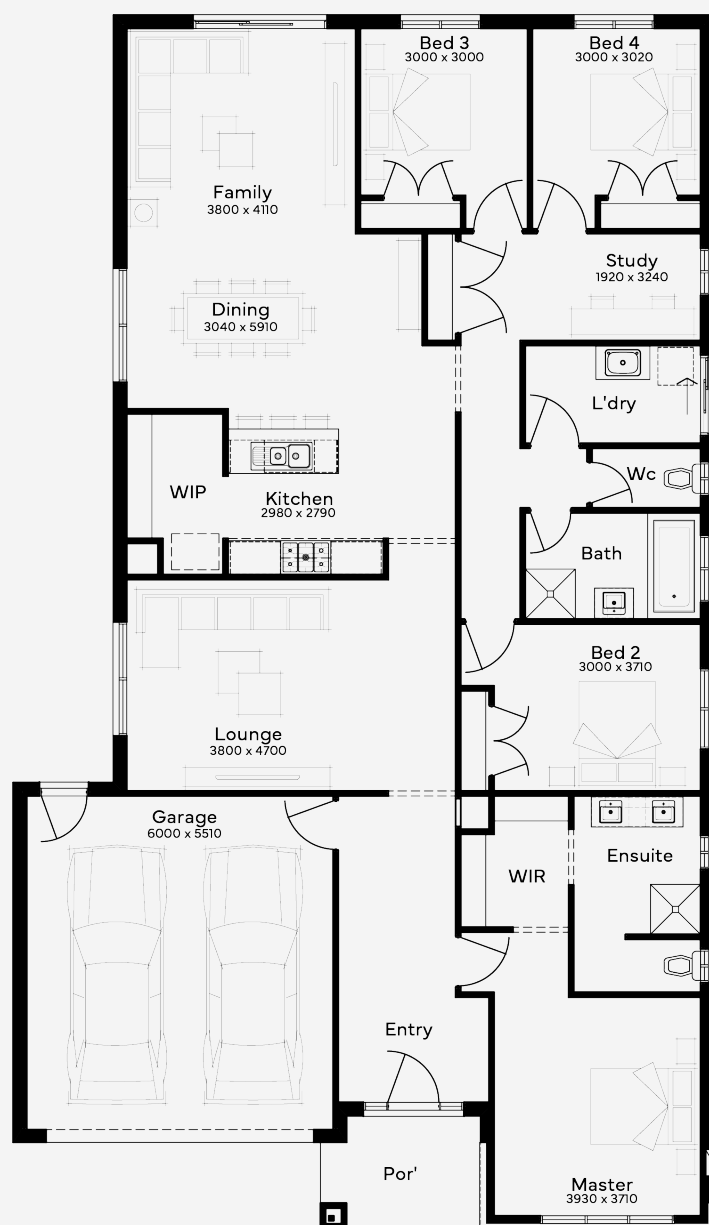 Bed 3
3000 x 3000
Bed 4
3000 x 3020
Family
3800 x 4110
Study
1920 x 3240
Dining
3040 x 5910
L'dry
Wc
WIP
Kitchen
2980 x 2790
Bath
Bed 2
3000 x 3710
Lounge
3800 x 4700
Garage
6000 x 5510
Ensuite
WIR
Entry
Por'
Master
3930 x 3710